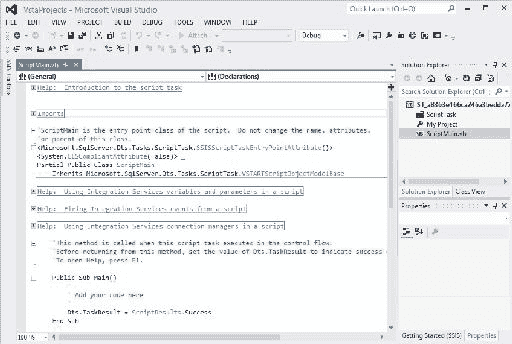 VstaProjects - Microsoft Visual Studio
Quick Launch (Ctrl+Q)
FILE EDIT VIEW PROJECT BUILD DEBUG TOOLS WINDOW HELP
Attach... Debug
ScriptMain.vb
(General) (Declarations)
Help: Introduction to the script task
Imports
'ScriptMain is the entry point class of the script. Do not change the name, attributes,
'or parent of this class.
<Microsoft.SqlServer.Dts.Tasks.ScriptTask.SSISScriptTaskEntryPointAttribute()>
<System.CLSCompliantAttribute(False)> _
Partial Public Class ScriptMain
Inherits Microsoft.SqlServer.Dts.Tasks.ScriptTask.VSTARTScriptObjectModelBase
Help: Using Integration Services variables and parameters in a script
Help: Firing Integration Services events from a script
Help: Using Integration Services connection managers in a script
'This method is called when this script task executes in the control flow.
'Before returning from this method, set the value of Dts.TaskResult to indicate success
'To open Help, press F1.
Public Sub Main()
' Add your code here
Dts.TaskResult = ScriptResults.Success
End Sub
100 %
Solution Explorer
Search Solution Explorer (Ctrl
Script Task
My Project
ScriptMain.vb
Solution Explorer Class View
Properties
Getting Started (SSIS) Properties